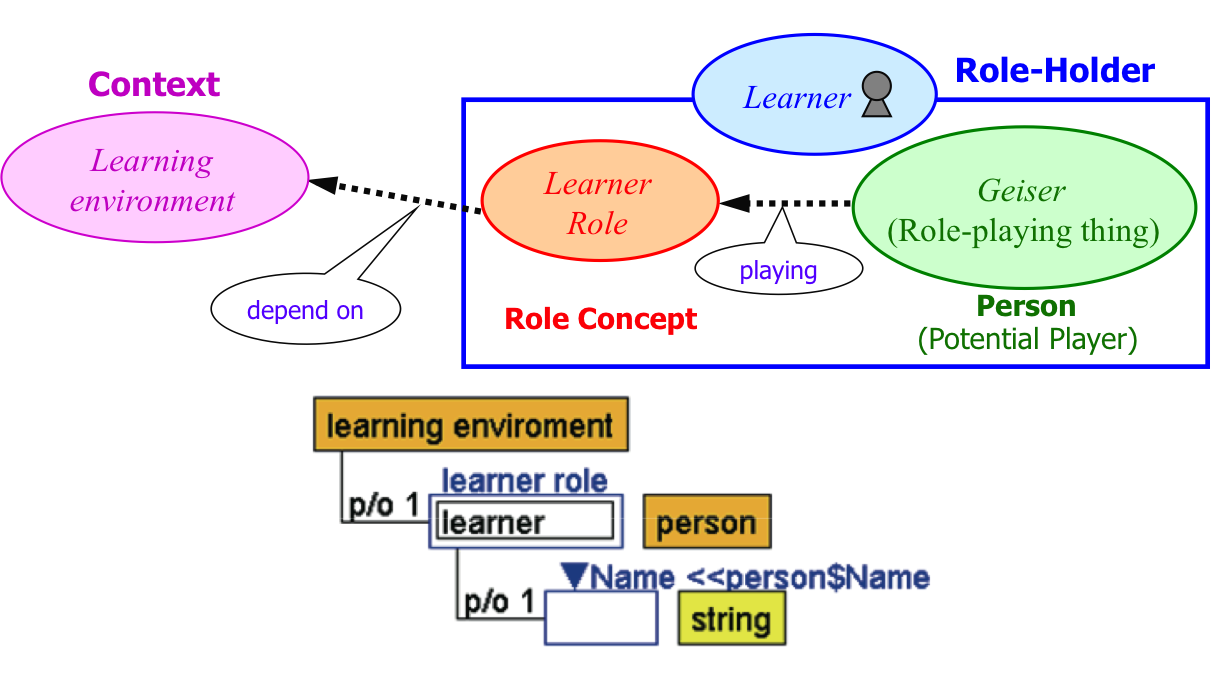 Context
Role-Holder
Learner
Learning
environment
Learner
Role
Geiser
(Role-playing thing)
depend on
playing
Role Concept
Person
(Potential Player)
learning enviroment
learner role
p/o 1
learner
person
▼Name <<person$Name
p/o 1
string